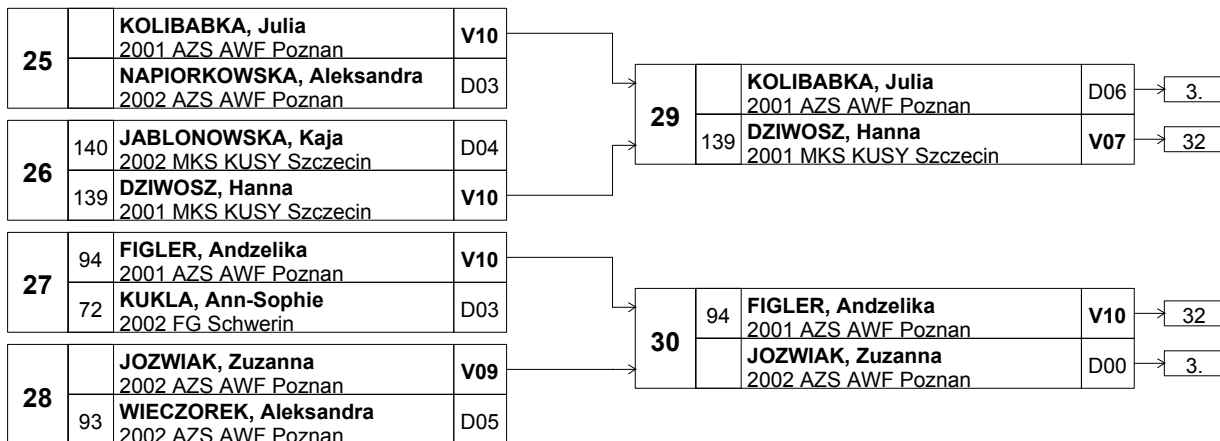 25
KOLIBABKA, Julia
2001 AZS AWF Poznan
V10
NAPIORKOWSKA, Aleksandra
2002 AZS AWF Poznan
D03
26
140
JABLONOWSKA, Kaja
2002 MKS KUSY Szczecin
D04
139
DZIWOSZ, Hanna
2001 MKS KUSY Szczecin
V10
27
94
FIGLER, Andzelika
2001 AZS AWF Poznan
V10
72
KUKLA, Ann-Sophie
2002 FG Schwerin
D03
28
JOZWIAK, Zuzanna
2002 AZS AWF Poznan
V09
93
WIECZOREK, Aleksandra
2002 AZS AWF Poznan
D05
29
KOLIBABKA, Julia
2001 AZS AWF Poznan
D06
3.
139
DZIWOSZ, Hanna
2001 MKS KUSY Szczecin
V07
32
30
94
FIGLER, Andzelika
2001 AZS AWF Poznan
V10
32
JOZWIAK, Zuzanna
2002 AZS AWF Poznan
D00
3.